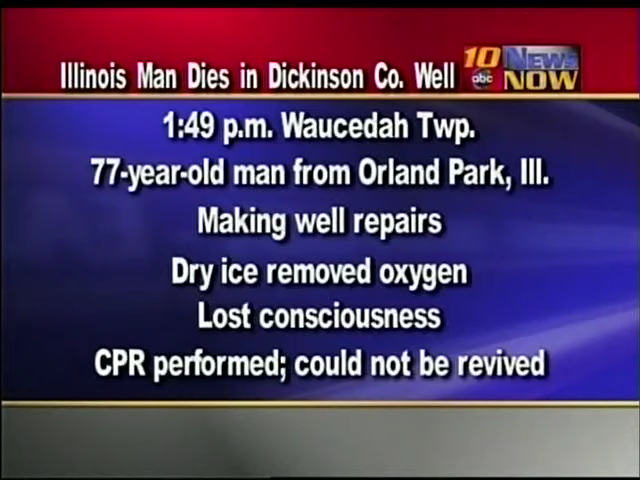 Illinois Man Dies in Dickinson Co. Well
10 abc NEWS NOW
1:49 p.m. Waucedah Twp.
77-year-old man from Orland Park, Ill.
Making well repairs
Dry ice removed oxygen
Lost consciousness
CPR performed; could not be revived